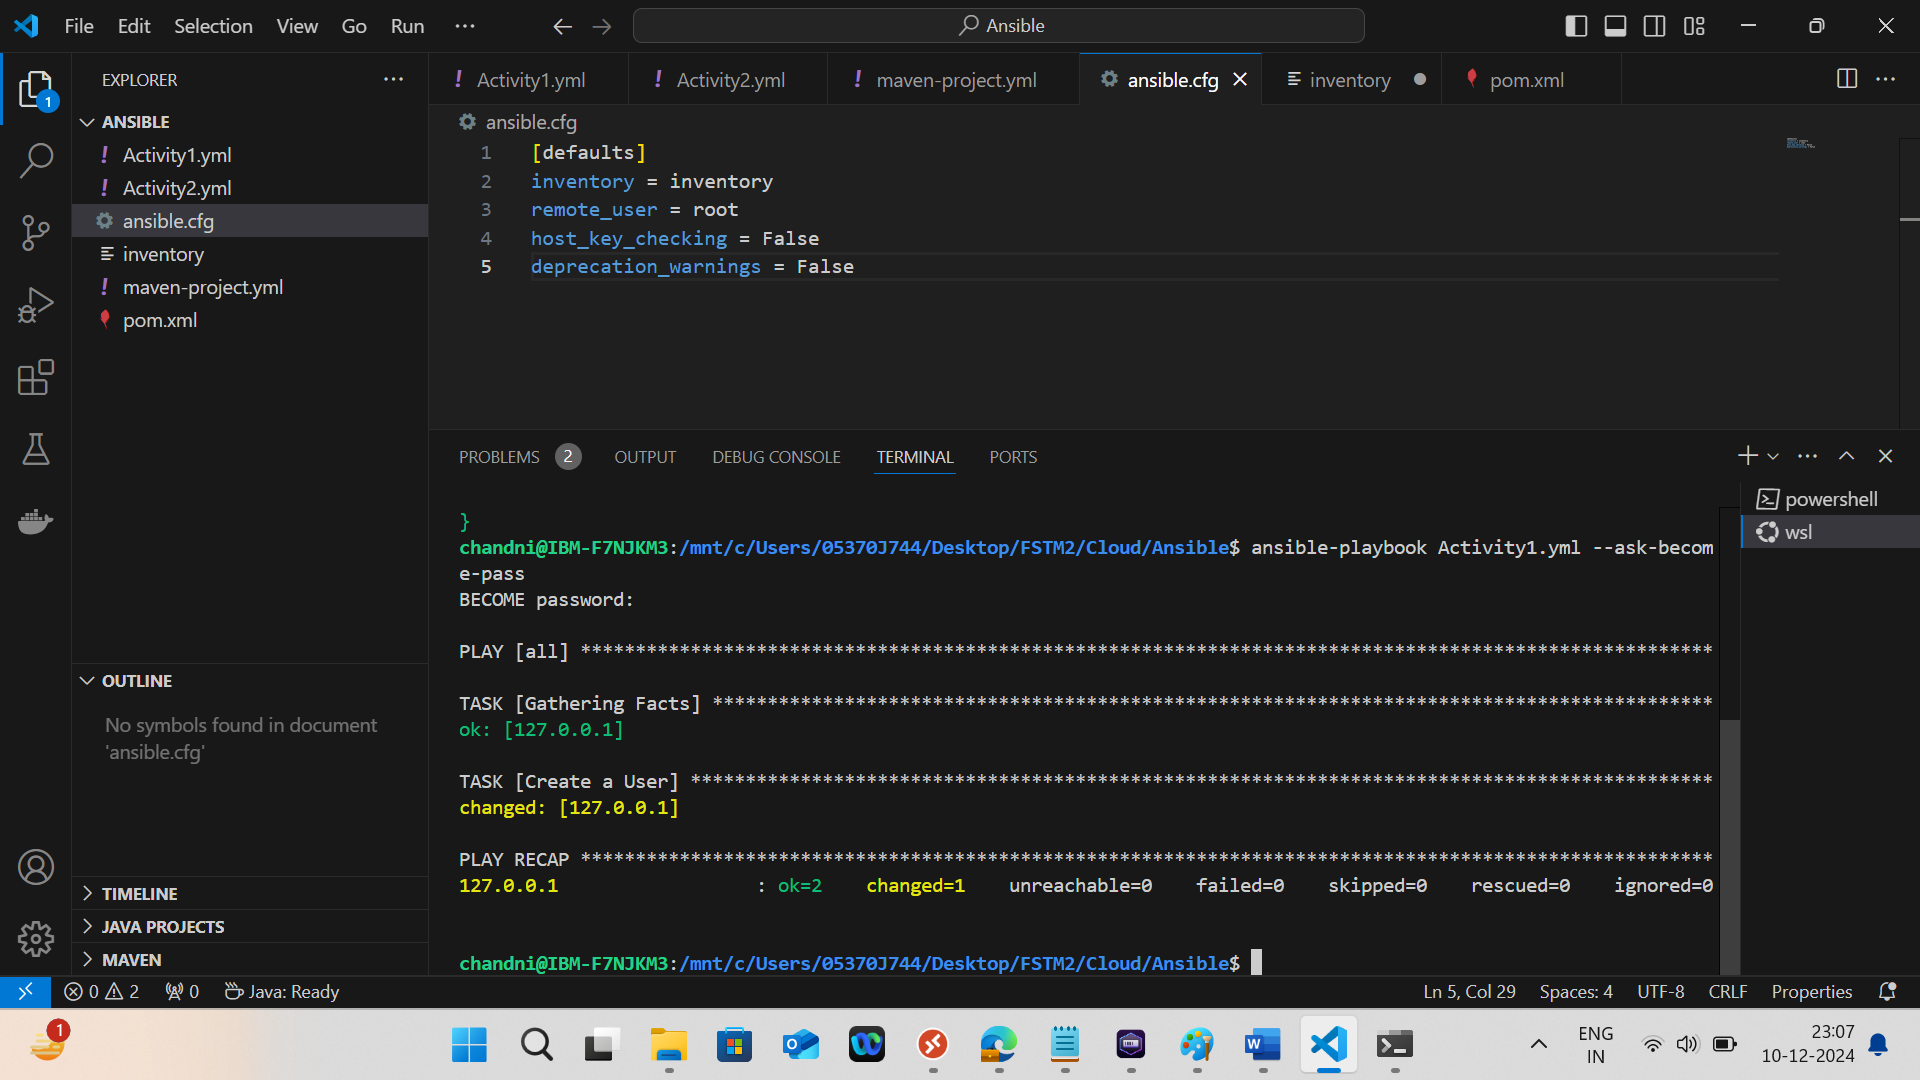 File Edit Selection View Go Run ··· Ansible
EXPLORER ···
Activity1.yml Activity2.yml maven-project.yml ansible.cfg inventory pom.xml ···
1
ANSIBLE
Activity1.yml
Activity2.yml
ansible.cfg
inventory
maven-project.yml
pom.xml
ansible.cfg
1 [defaults]
2 inventory = inventory
3 remote_user = root
4 host_key_checking = False
5 deprecation_warnings = False
OUTLINE
No symbols found in document
'ansible.cfg'
TIMELINE
JAVA PROJECTS
MAVEN
PROBLEMS 2 OUTPUT DEBUG CONSOLE TERMINAL PORTS ···
powershell
wsl
}
chandni@IBM-F7NJKM3:/mnt/c/Users/05370J744/Desktop/FSTM2/Cloud/Ansible$ ansible-playbook Activity1.yml --ask-becom
e-pass
BECOME password:
PLAY [all] *******************************************************************************************************
TASK [Gathering Facts] *******************************************************************************************
ok: [127.0.0.1]
TASK [Create a User] *********************************************************************************************
changed: [127.0.0.1]
PLAY RECAP *******************************************************************************************************
127.0.0.1 : ok=2 changed=1 unreachable=0 failed=0 skipped=0 rescued=0 ignored=0
chandni@IBM-F7NJKM3:/mnt/c/Users/05370J744/Desktop/FSTM2/Cloud/Ansible$
0 2 0 Java: Ready Ln 5, Col 29 Spaces: 4 UTF-8 CRLF Properties
1 ENG 23:07
IN 10-12-2024